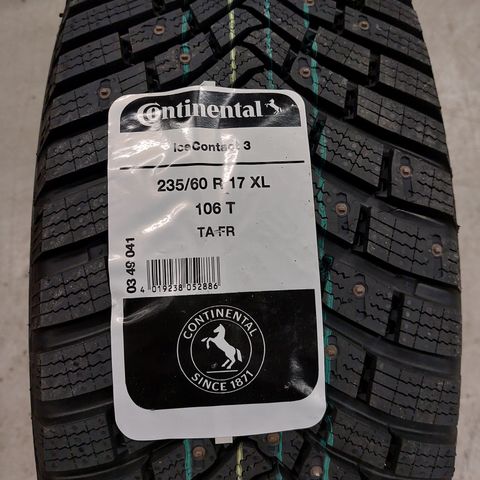 Continental
IceContact 3
235/60 R 17 XL
106 T
TA FR
03 49 041
4 019238 052886
CONTINENTAL
SINCE 1871